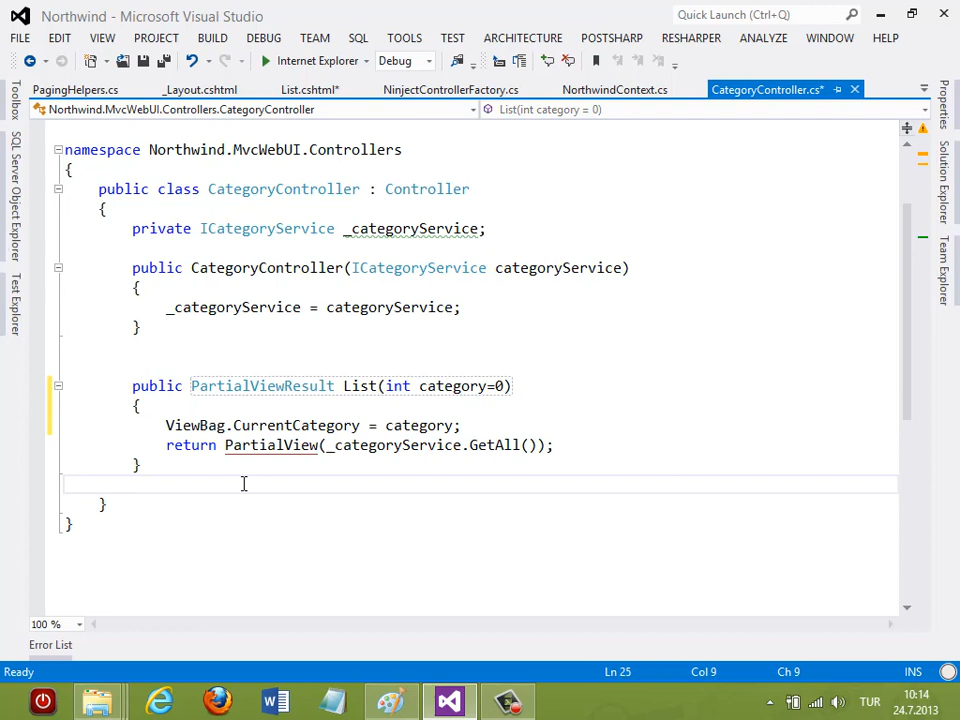 Northwind - Microsoft Visual Studio
Quick Launch (Ctrl+Q)
FILE EDIT VIEW PROJECT BUILD DEBUG TEAM SQL TOOLS TEST ARCHITECTURE POSTSHARP RESHARPER ANALYZE WINDOW HELP
Internet Explorer Debug
PagingHelpers.cs _Layout.cshtml List.cshtml* NinjectControllerFactory.cs NorthwindContext.cs CategoryController.cs*
Northwind.MvcWebUI.Controllers.CategoryController List(int category = 0)
Toolbox
SQL Server Object Explorer
Test Explorer
namespace Northwind.MvcWebUI.Controllers
{
public class CategoryController : Controller
{
private ICategoryService _categoryService;
public CategoryController(ICategoryService categoryService)
{
_categoryService = categoryService;
}
public PartialViewResult List(int category=0)
{
ViewBag.CurrentCategory = category;
return PartialView(_categoryService.GetAll());
}
}
}
Properties
Solution Explorer
Team Explorer
100 %
Error List
Ready Ln 25 Col 9 Ch 9 INS
TUR 10:14
24.7.2013